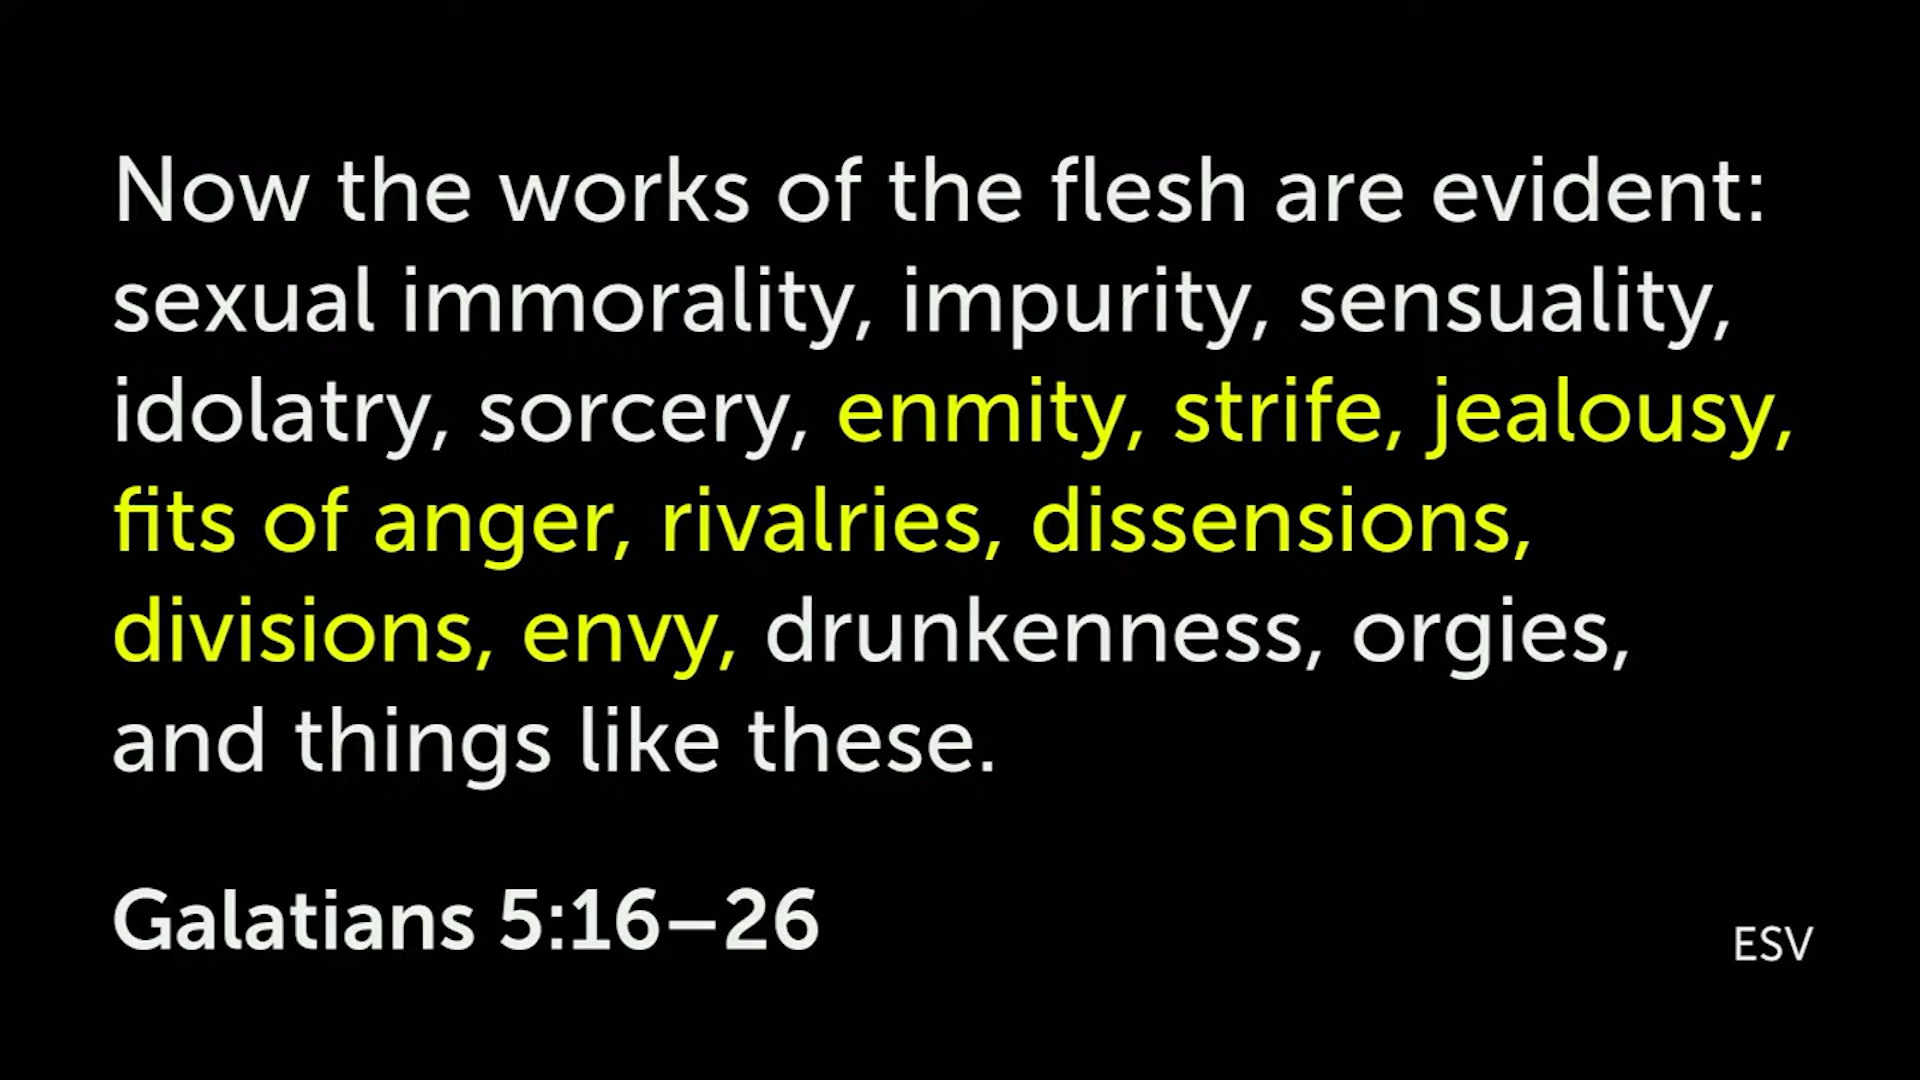 Now the works of the flesh are evident:
sexual immorality, impurity, sensuality,
idolatry, sorcery, enmity, strife, jealousy,
fits of anger, rivalries, dissensions,
divisions, envy, drunkenness, orgies,
and things like these.
Galatians 5:16–26
ESV